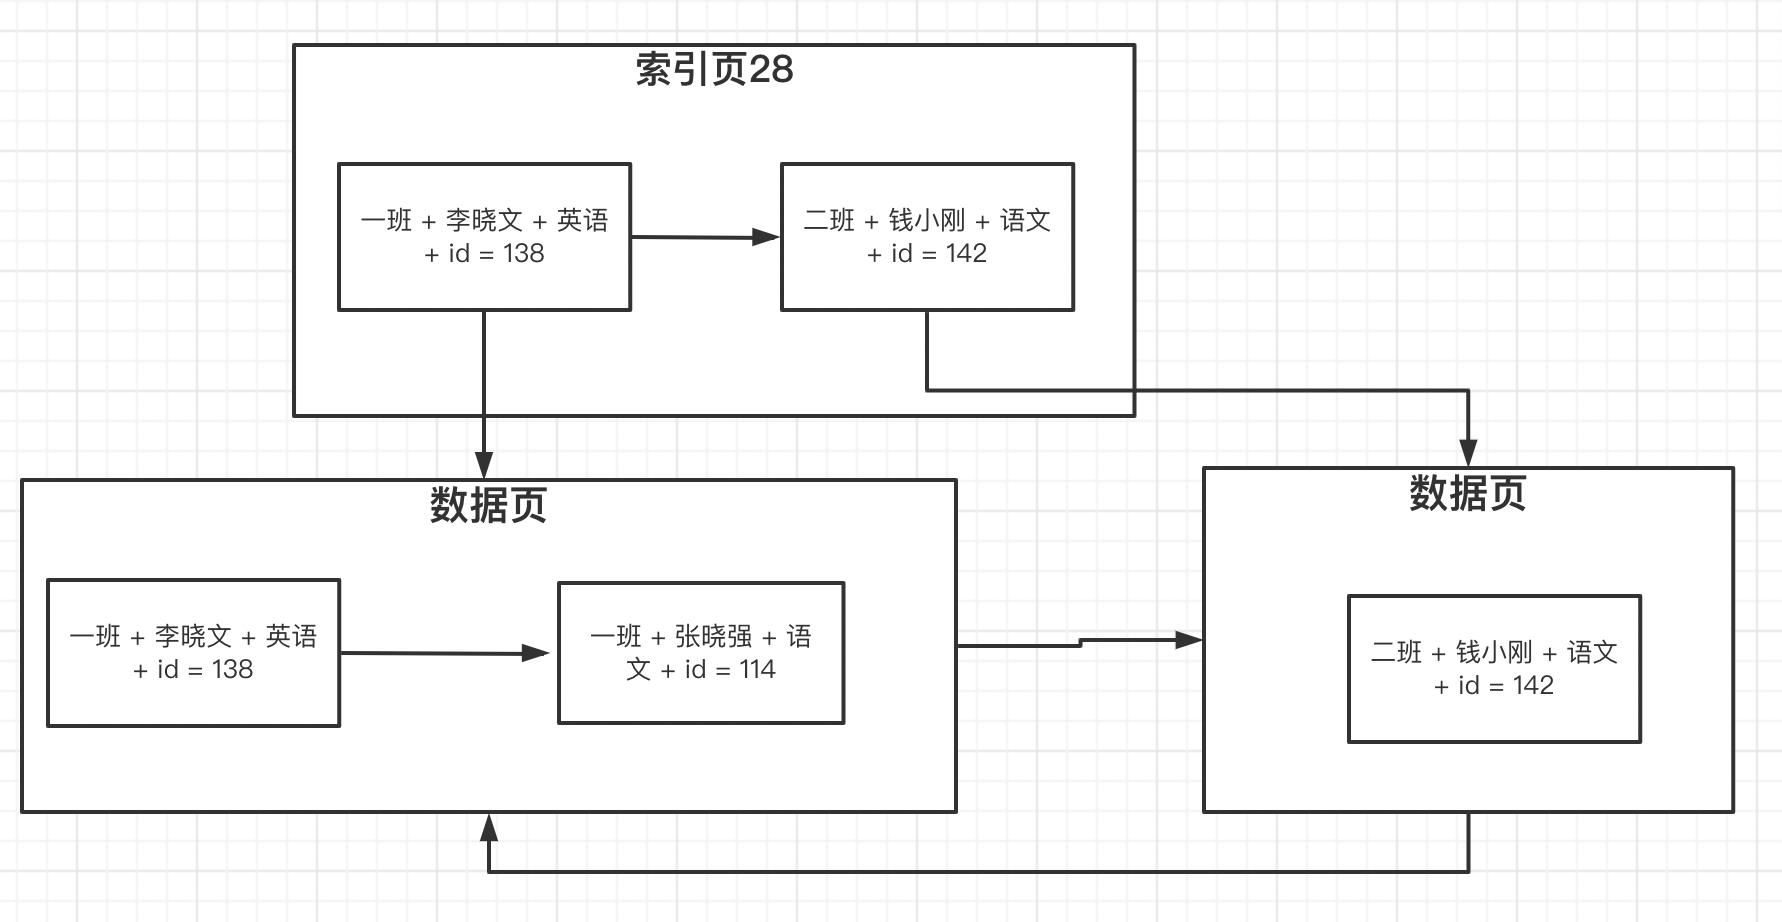 索引页28
一班 + 李晓文 + 英语
+ id = 138
二班 + 钱小刚 + 语文
+ id = 142
数据页
一班 + 李晓文 + 英语
+ id = 138
一班 + 张晓强 + 语
文 + id = 114
数据页
二班 + 钱小刚 + 语文
+ id = 142